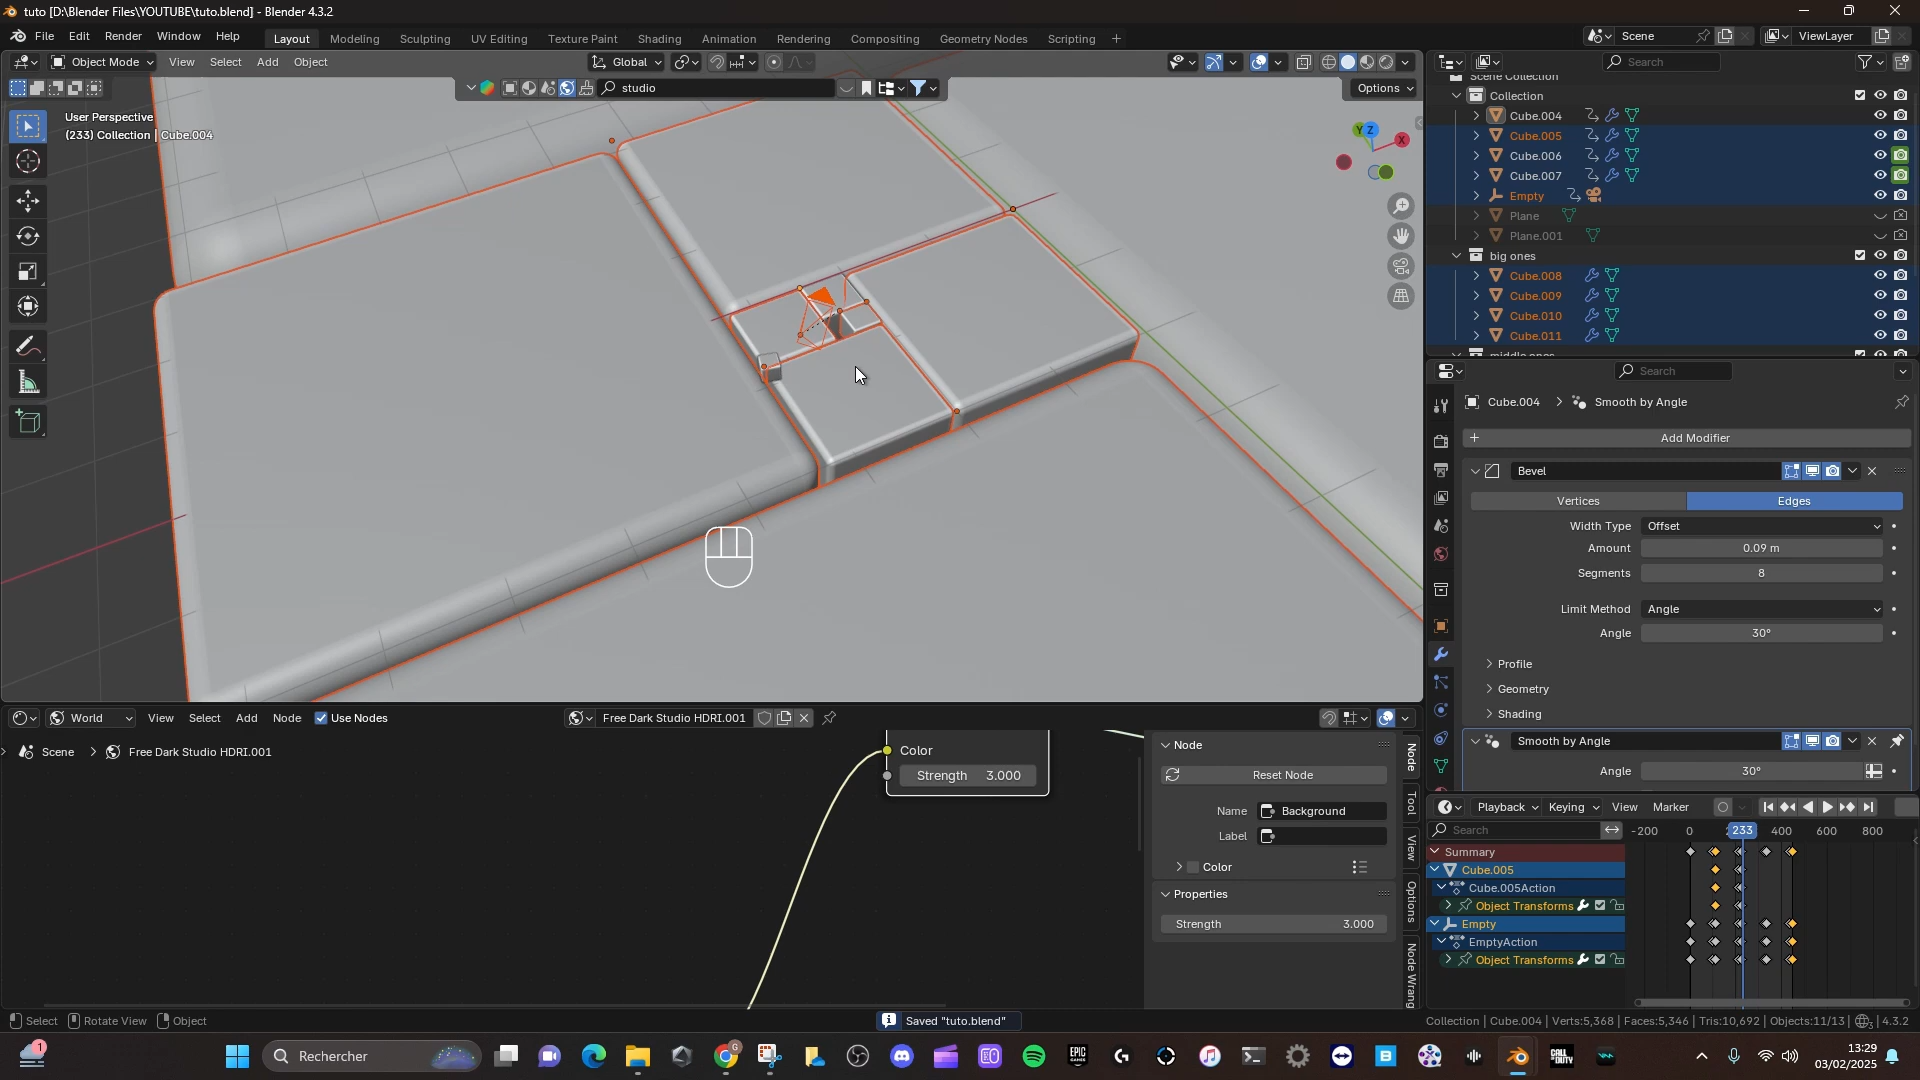 tuto [D:\Blender Files\YOUTUBE\tuto.blend] - Blender 4.3.2
File Edit Render Window Help
Layout Modeling Sculpting UV Editing Texture Paint Shading Animation Rendering Compositing Geometry Nodes Scripting +
Scene
ViewLayer
Object Mode View Select Add Object
Global
studio
Options
User Perspective
(233) Collection | Cube.004
Y Z X
Search
Scene Collection
Collection
Cube.004
Cube.005
Cube.006
Cube.007
Empty
Plane
Plane.001
big ones
Cube.008
Cube.009
Cube.010
Cube.011
middle ones
Search
Cube.004 > Smooth by Angle
+ Add Modifier
Bevel
Vertices Edges
Width Type Offset
Amount 0.09 m
Segments 8
Limit Method Angle
Angle 30°
Profile
Geometry
Shading
Smooth by Angle
Angle 30°
World View Select Add Node Use Nodes
Free Dark Studio HDRI.001
Scene > Free Dark Studio HDRI.001
Color
Strength 3.000
Node
Reset Node
Name Background
Label
Color
Properties
Strength 3.000
Node
Tool
View
Options
Node Wrang
Playback Keying View Marker
Search
-200 0 233 400 600 800
Summary
Cube.005
Cube.005Action
Object Transforms
Empty
EmptyAction
Object Transforms
Select Rotate View Object
Saved "tuto.blend"
Collection | Cube.004 | Verts:5,368 | Faces:5,346 | Tris:10,692 | Objects:11/13 | 4.3.2
1
Rechercher
13:29
03/02/2025